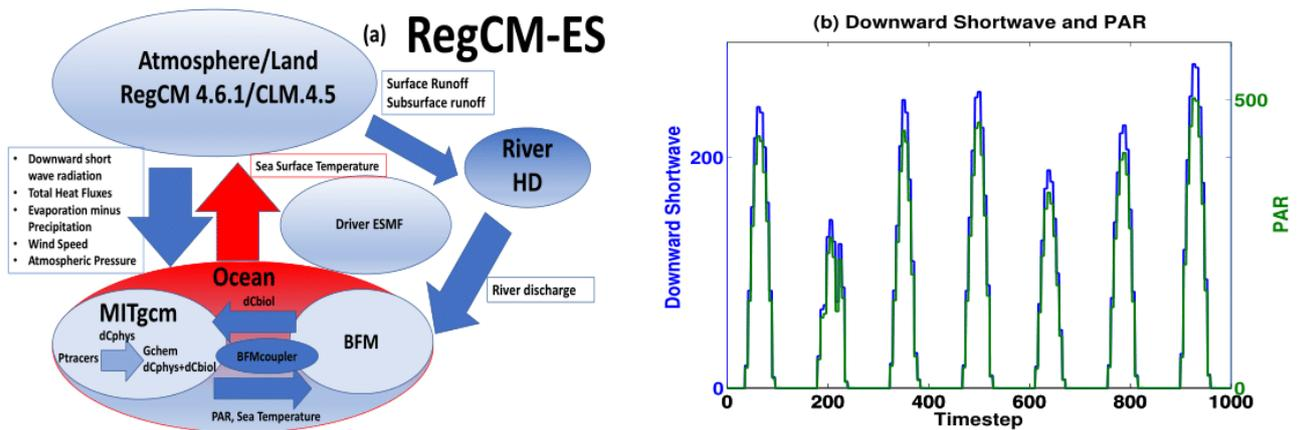 (a) RegCM-ES
Atmosphere/Land
RegCM 4.6.1/CLM.4.5
Surface Runoff
Subsurface runoff
River
HD
• Downward short
wave radiation
• Total Heat Fluxes
• Evaporation minus
Precipitation
• Wind Speed
• Atmospheric Pressure
Sea Surface Temperature
Driver ESMF
River discharge
Ocean
dCbiol
MITgcm
dCphys
Ptracers
Gchem
dCphys+dCbiol
BFMcoupler
BFM
PAR, Sea Temperature
(b) Downward Shortwave and PAR
Downward Shortwave
200
0
500
0
PAR
0 200 400 600 800 1000
Timestep